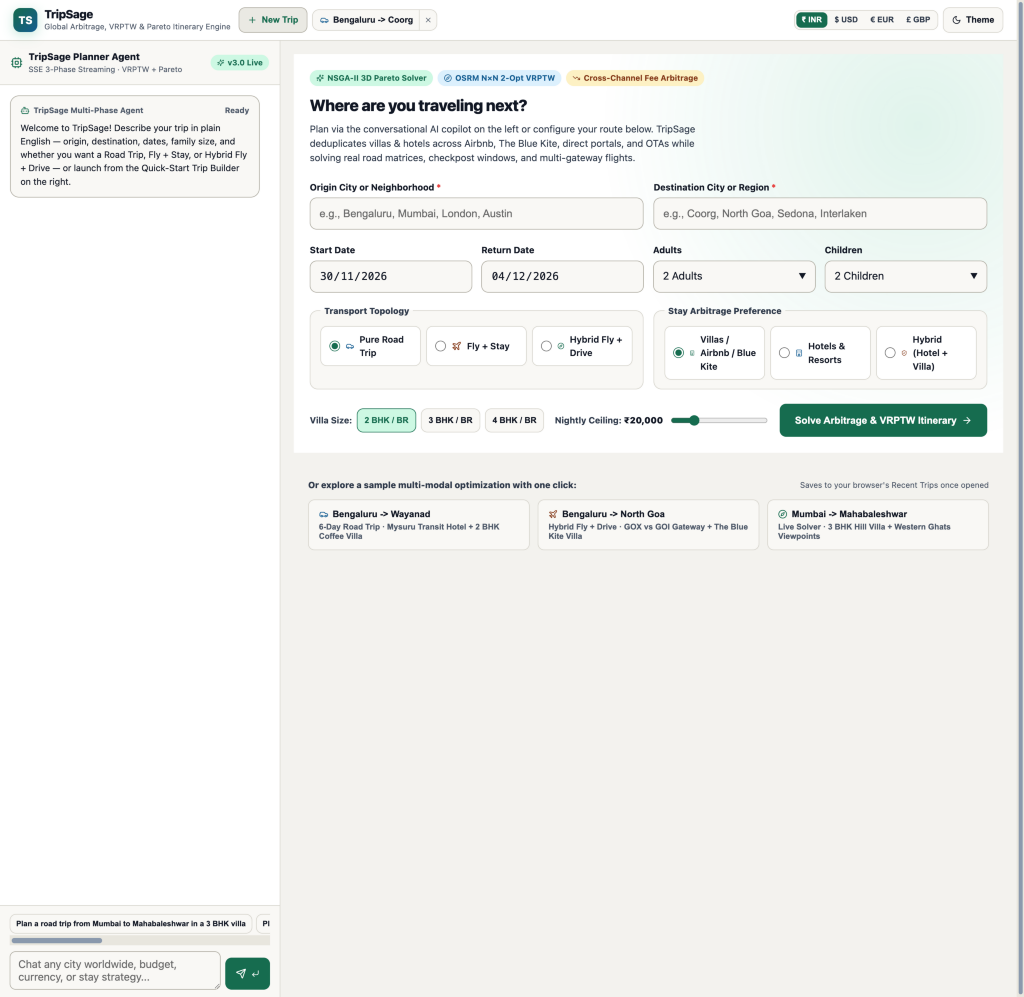 TS
TripSage
Global Arbitrage, VRPTW & Pareto Itinerary Engine
+ New Trip
Bengaluru -> Coorg ×
₹ INR $ USD € EUR £ GBP
Theme
TripSage Planner Agent
SSE 3-Phase Streaming · VRPTW + Pareto
v3.0 Live
TripSage Multi-Phase Agent Ready
Welcome to TripSage! Describe your trip in plain
English — origin, destination, dates, family size, and
whether you want a Road Trip, Fly + Stay, or Hybrid Fly
+ Drive — or launch from the Quick-Start Trip Builder
on the right.
NSGA-II 3D Pareto Solver
OSRM N×N 2-Opt VRPTW
Cross-Channel Fee Arbitrage
Where are you traveling next?
Plan via the conversational AI copilot on the left or configure your route below. TripSage
deduplicates villas & hotels across Airbnb, The Blue Kite, direct portals, and OTAs while
solving real road matrices, checkpost windows, and multi-gateway flights.
Origin City or Neighborhood *
e.g., Bengaluru, Mumbai, London, Austin
Destination City or Region *
e.g., Coorg, North Goa, Sedona, Interlaken
Start Date
30/11/2026
Return Date
04/12/2026
Adults
2 Adults
Children
2 Children
Transport Topology
Pure Road
Trip
Fly + Stay
Hybrid Fly +
Drive
Stay Arbitrage Preference
Villas /
Airbnb / Blue
Kite
Hotels &
Resorts
Hybrid
(Hotel +
Villa)
Villa Size: 2 BHK / BR 3 BHK / BR 4 BHK / BR
Nightly Ceiling: ₹20,000
Solve Arbitrage & VRPTW Itinerary →
Or explore a sample multi-modal optimization with one click:
Saves to your browser's Recent Trips once opened
Bengaluru -> Wayanad
6-Day Road Trip · Mysuru Transit Hotel + 2 BHK
Coffee Villa
Bengaluru -> North Goa
Hybrid Fly + Drive · GOX vs GOI Gateway + The Blue
Kite Villa
Mumbai -> Mahabaleshwar
Live Solver · 3 BHK Hill Villa + Western Ghats
Viewpoints
Plan a road trip from Mumbai to Mahabaleshwar in a 3 BHK villa
Pl
Chat any city worldwide, budget,
currency, or stay strategy...